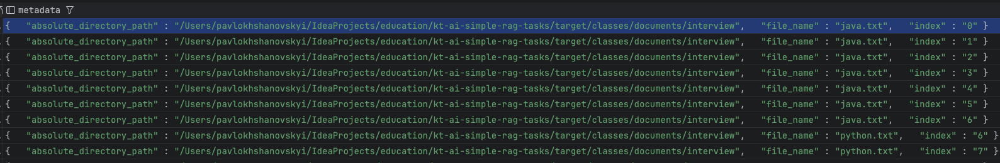 metadata
{   "absolute_directory_path" : "/Users/pavlokhshanovskyi/IdeaProjects/education/kt-ai-simple-rag-tasks/target/classes/documents/interview",   "file_name" : "java.txt",   "index" : "0" }
{   "absolute_directory_path" : "/Users/pavlokhshanovskyi/IdeaProjects/education/kt-ai-simple-rag-tasks/target/classes/documents/interview",   "file_name" : "java.txt",   "index" : "1" }
{   "absolute_directory_path" : "/Users/pavlokhshanovskyi/IdeaProjects/education/kt-ai-simple-rag-tasks/target/classes/documents/interview",   "file_name" : "java.txt",   "index" : "2" }
{   "absolute_directory_path" : "/Users/pavlokhshanovskyi/IdeaProjects/education/kt-ai-simple-rag-tasks/target/classes/documents/interview",   "file_name" : "java.txt",   "index" : "3" }
{   "absolute_directory_path" : "/Users/pavlokhshanovskyi/IdeaProjects/education/kt-ai-simple-rag-tasks/target/classes/documents/interview",   "file_name" : "java.txt",   "index" : "4" }
{   "absolute_directory_path" : "/Users/pavlokhshanovskyi/IdeaProjects/education/kt-ai-simple-rag-tasks/target/classes/documents/interview",   "file_name" : "java.txt",   "index" : "5" }
{   "absolute_directory_path" : "/Users/pavlokhshanovskyi/IdeaProjects/education/kt-ai-simple-rag-tasks/target/classes/documents/interview",   "file_name" : "java.txt",   "index" : "6" }
{   "absolute_directory_path" : "/Users/pavlokhshanovskyi/IdeaProjects/education/kt-ai-simple-rag-tasks/target/classes/documents/interview",   "file_name" : "python.txt",   "index" : "6" }
{   "absolute_directory_path" : "/Users/pavlokhshanovskyi/IdeaProjects/education/kt-ai-simple-rag-tasks/target/classes/documents/interview",   "file_name" : "python.txt",   "index" : "7" }